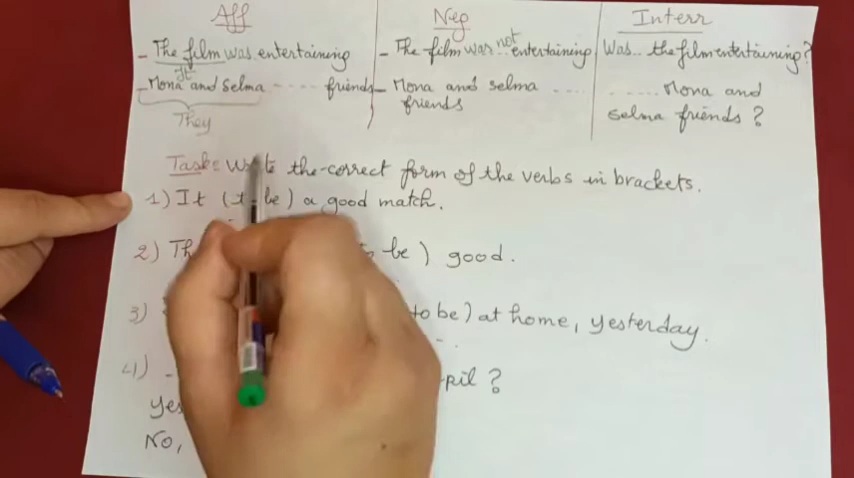 Aff
Neg
Interr
- The film was entertaining
- The film was not entertaining
Was.. the film entertaining?
It
- Mona and Selma ..... friends
- Mona and selma .....
friends
...... Mona and
selma friends ?
They
Task: Write the correct form of the verbs in brackets.
1) It (to be) a good match.
2) be) good.
3) to be) at home, yesterday.
4) ?
Yes
No,